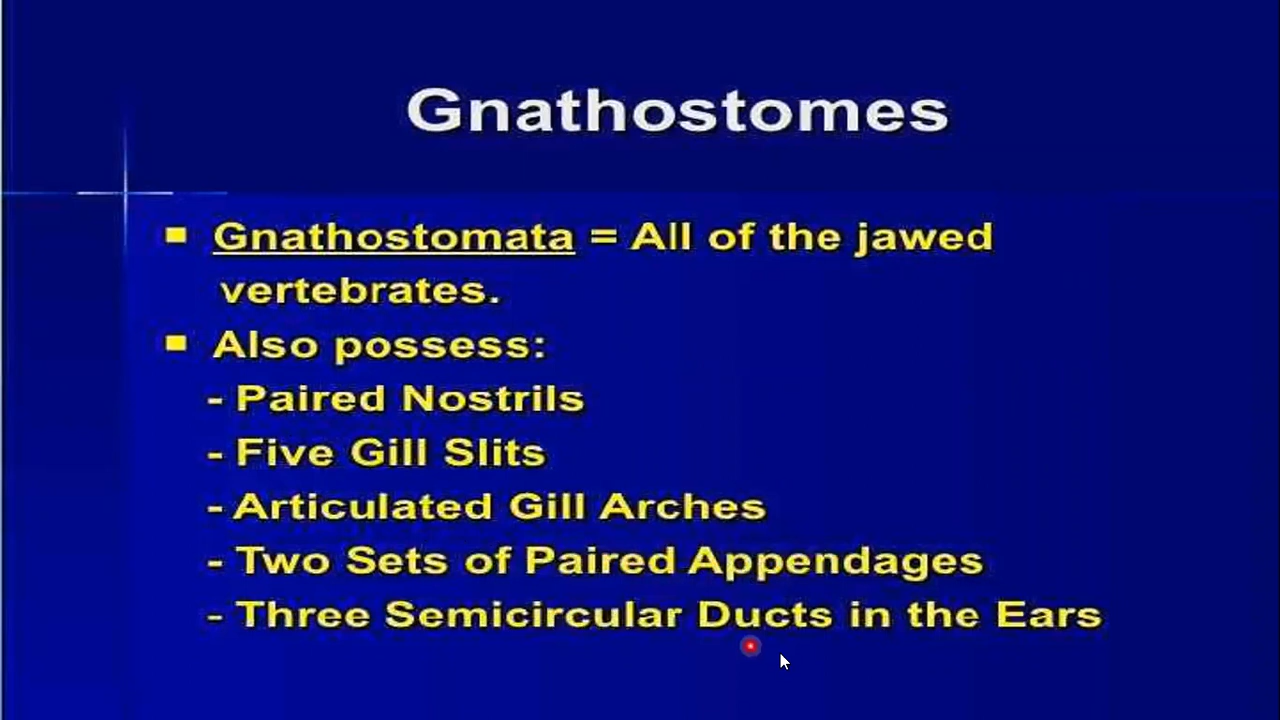 Gnathostomes
Gnathostomata = All of the jawed
vertebrates.
Also possess:
- Paired Nostrils
- Five Gill Slits
- Articulated Gill Arches
- Two Sets of Paired Appendages
- Three Semicircular Ducts in the Ears